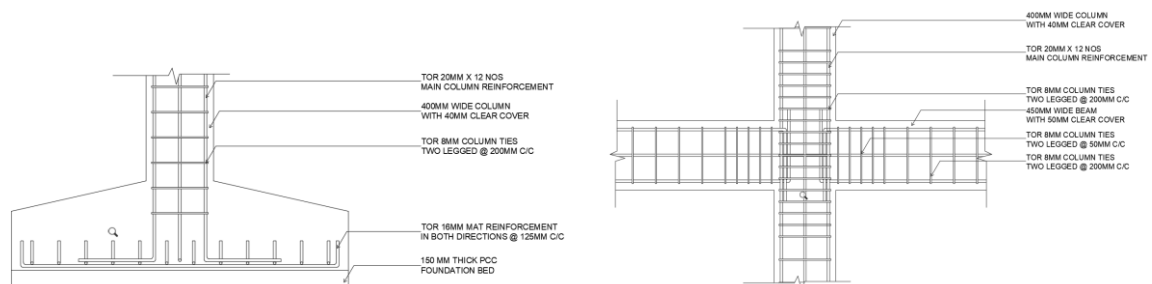 TOR 20MM X 12 NOS
MAIN COLUMN REINFORCEMENT
400MM WIDE COLUMN
WITH 40MM CLEAR COVER
TOR 8MM COLUMN TIES
TWO LEGGED @ 200MM C/C
TOR 16MM MAT REINFORCEMENT
IN BOTH DIRECTIONS @ 125MM C/C
150 MM THICK PCC
FOUNDATION BED
400MM WIDE COLUMN
WITH 40MM CLEAR COVER
TOR 20MM X 12 NOS
MAIN COLUMN REINFORCEMENT
TOR 8MM COLUMN TIES
TWO LEGGED @ 200MM C/C
450MM WIDE BEAM
WITH 50MM CLEAR COVER
TOR 8MM COLUMN TIES
TWO LEGGED @ 50MM C/C
TOR 8MM COLUMN TIES
TWO LEGGED @ 200MM C/C